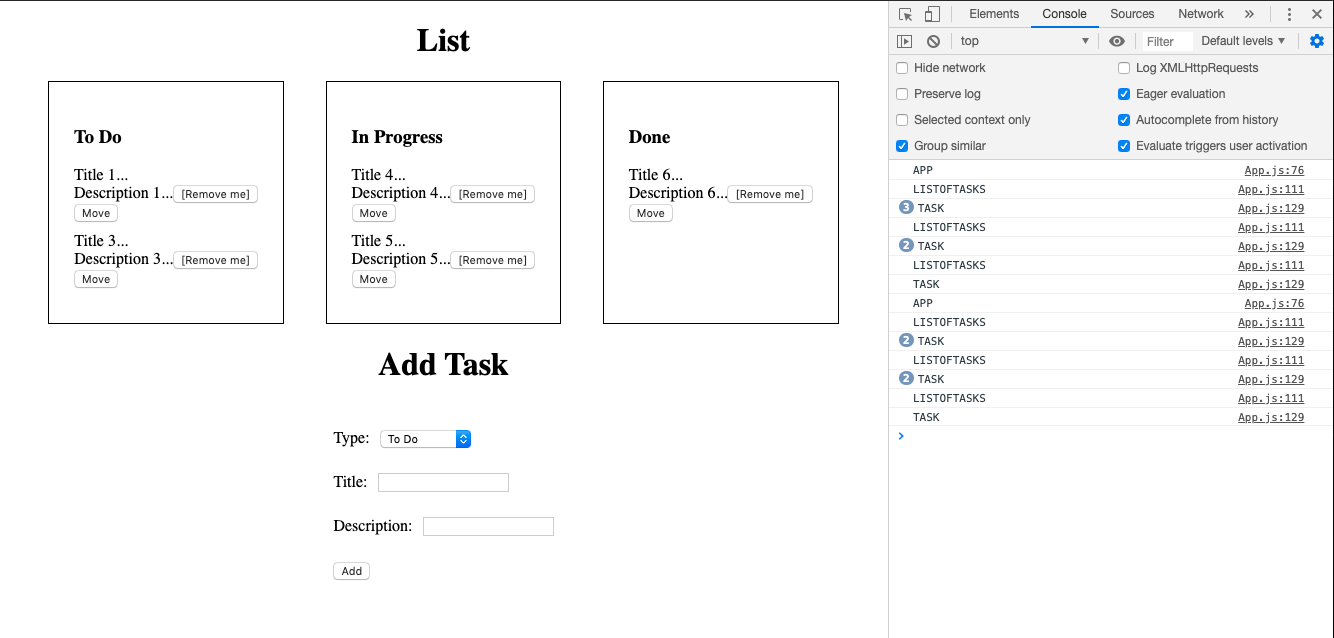 List
To Do
Title 1...
Description 1... [Remove me]
Move
Title 3...
Description 3... [Remove me]
Move
In Progress
Title 4...
Description 4... [Remove me]
Move
Title 5...
Description 5... [Remove me]
Move
Done
Title 6...
Description 6... [Remove me]
Move
Add Task
Type: To Do
Title:
Description:
Add
Elements Console Sources Network »
top ▼ Filter Default levels ▼
Hide network Log XMLHttpRequests
Preserve log Eager evaluation
Selected context only Autocomplete from history
Group similar Evaluate triggers user activation
APP App.js:76
LISTOFTASKS App.js:111
3 TASK App.js:129
LISTOFTASKS App.js:111
2 TASK App.js:129
LISTOFTASKS App.js:111
TASK App.js:129
APP App.js:76
LISTOFTASKS App.js:111
2 TASK App.js:129
LISTOFTASKS App.js:111
2 TASK App.js:129
LISTOFTASKS App.js:111
TASK App.js:129
>